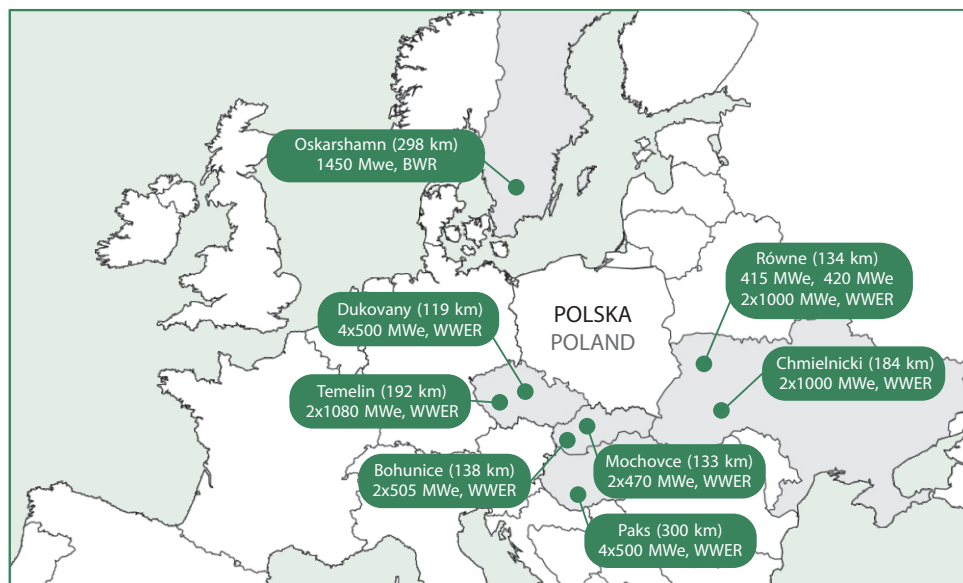 Oskarshamn (298 km)
1450 Mwe, BWR
Równe (134 km)
415 MWe, 420 MWe
2x1000 MWe, WWER
Dukovany (119 km)
4x500 MWe, WWER
POLSKA
POLAND
Chmielnicki (184 km)
2x1000 MWe, WWER
Temelin (192 km)
2x1080 MWe, WWER
Bohunice (138 km)
2x505 MWe, WWER
Mochovce (133 km)
2x470 MWe, WWER
Paks (300 km)
4x500 MWe, WWER